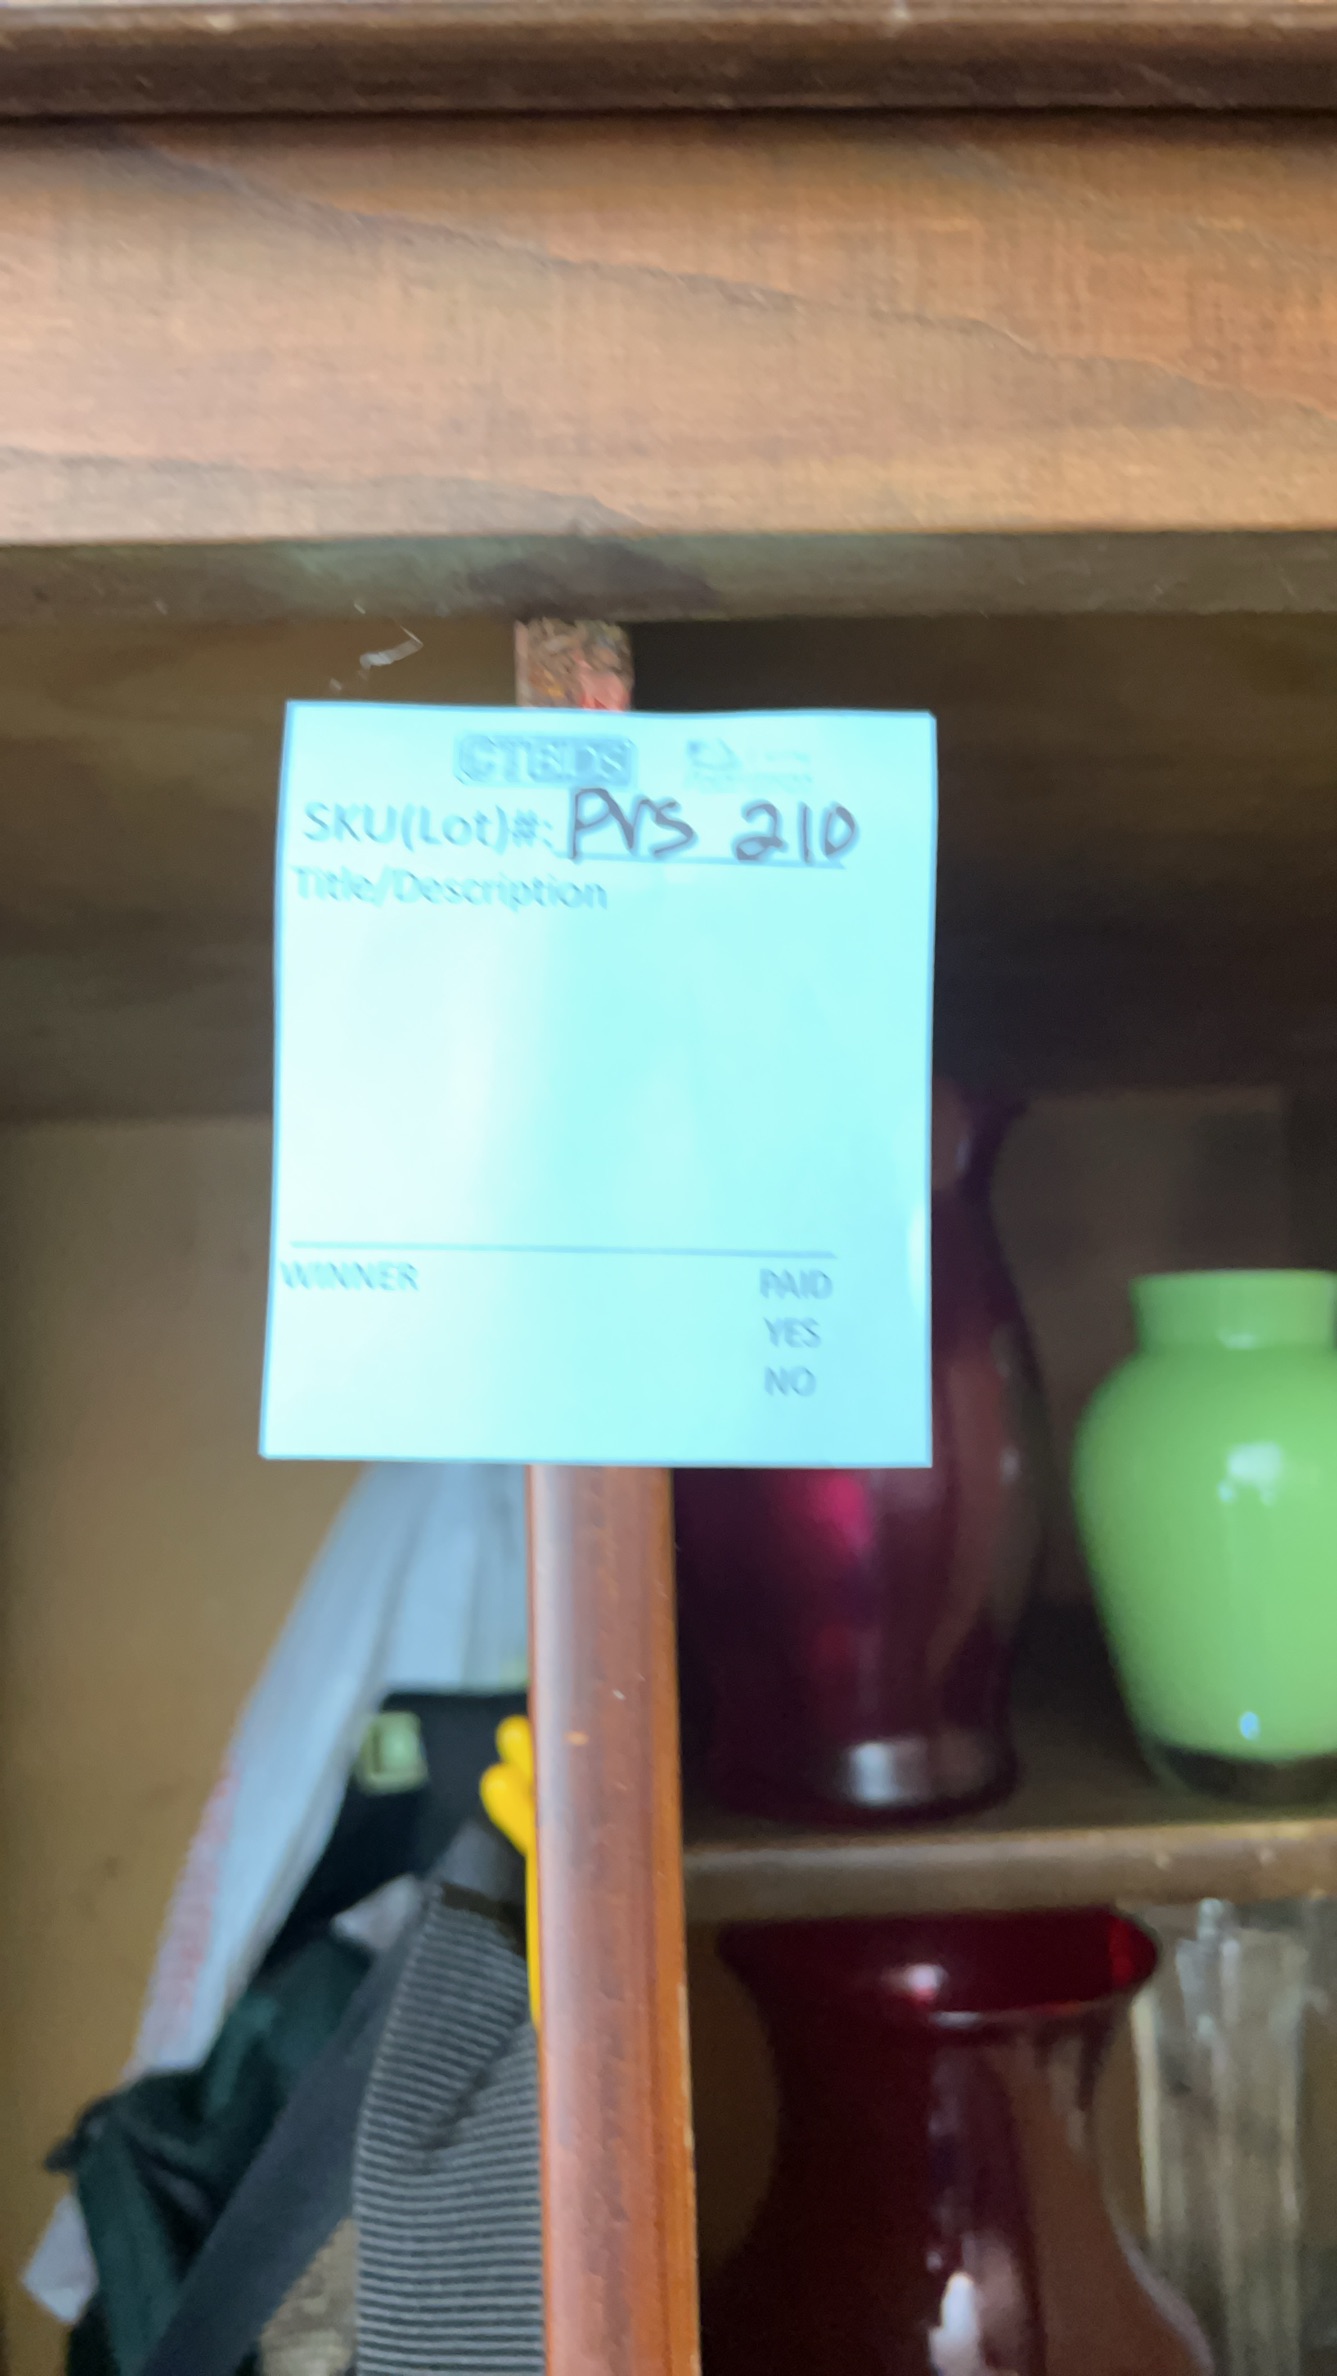 CTBIDS
SKU(Lot)#: PVS 210
Title/Description
WINNER PAID
YES
NO